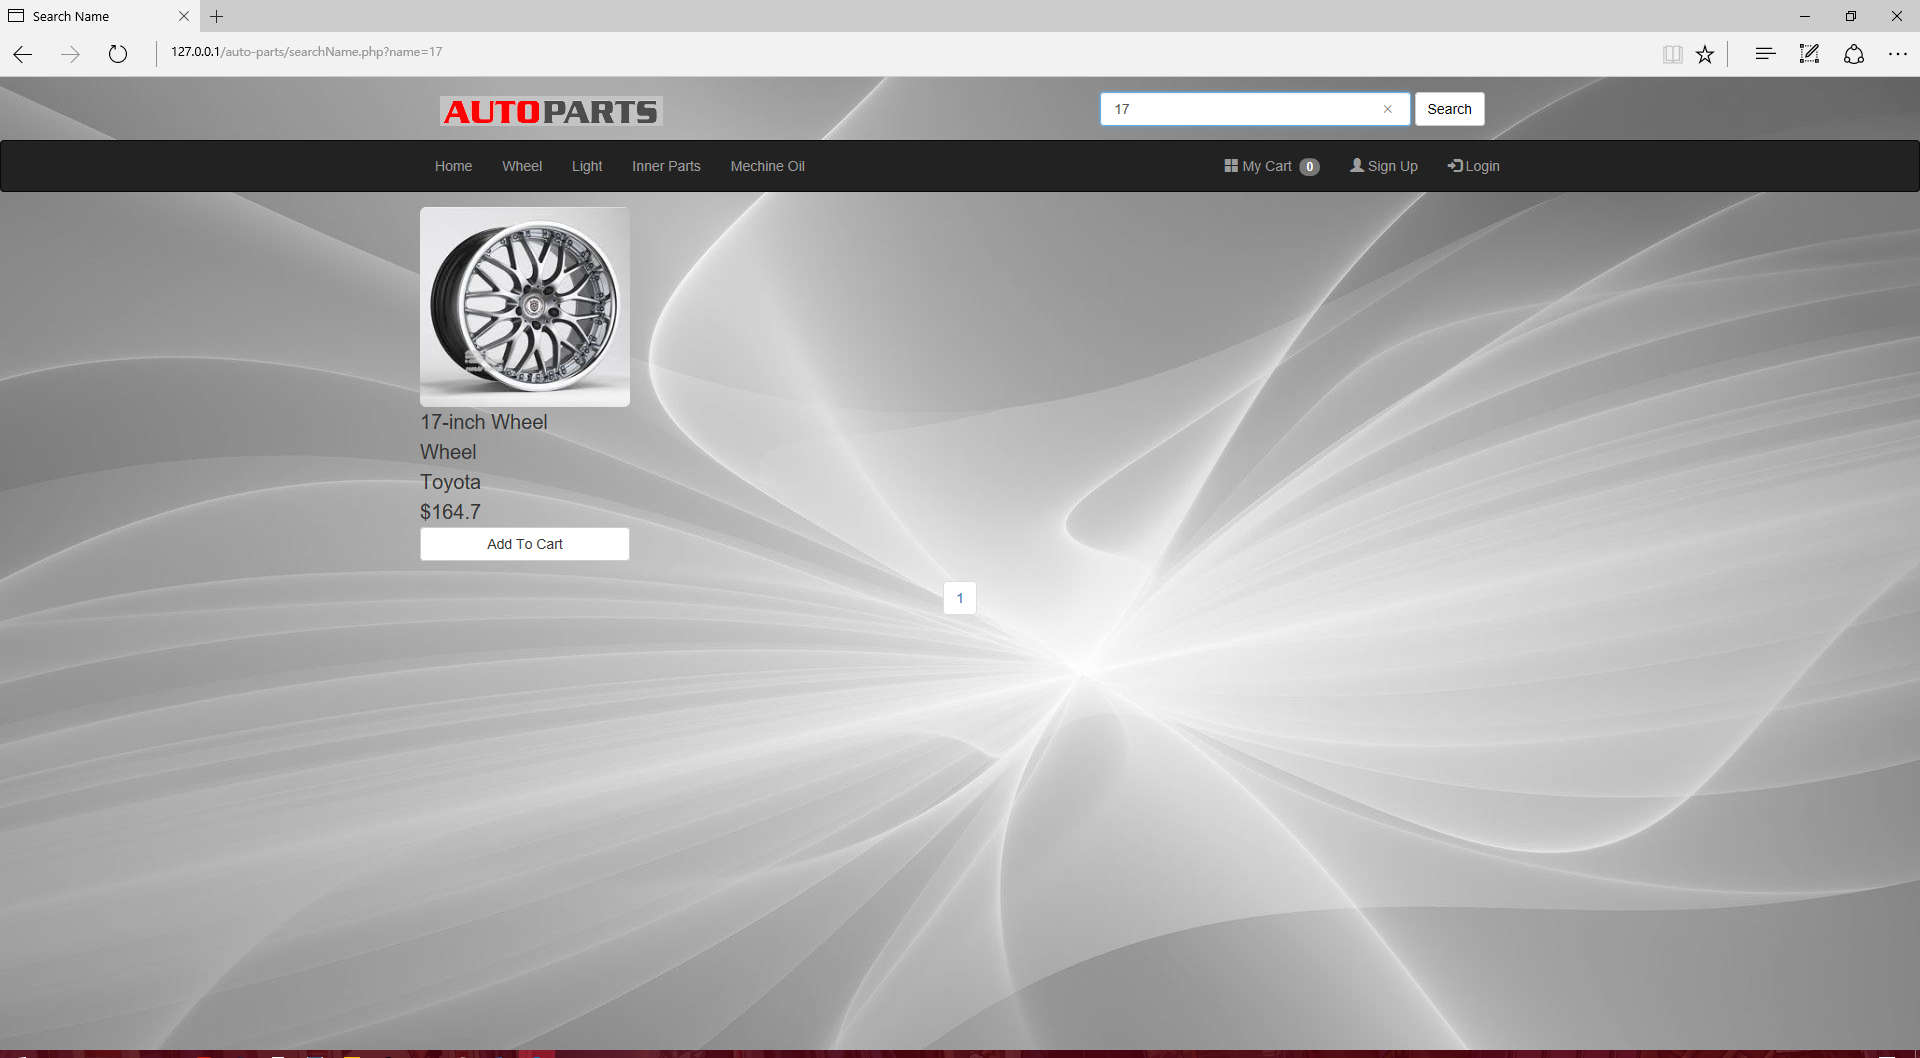 Search Name
127.0.0.1/auto-parts/searchName.php?name=17
AUTOPARTS
17
Search
Home Wheel Light Inner Parts Mechine Oil My Cart 0 Sign Up Login
17-inch Wheel
Wheel
Toyota
$164.7
Add To Cart
1